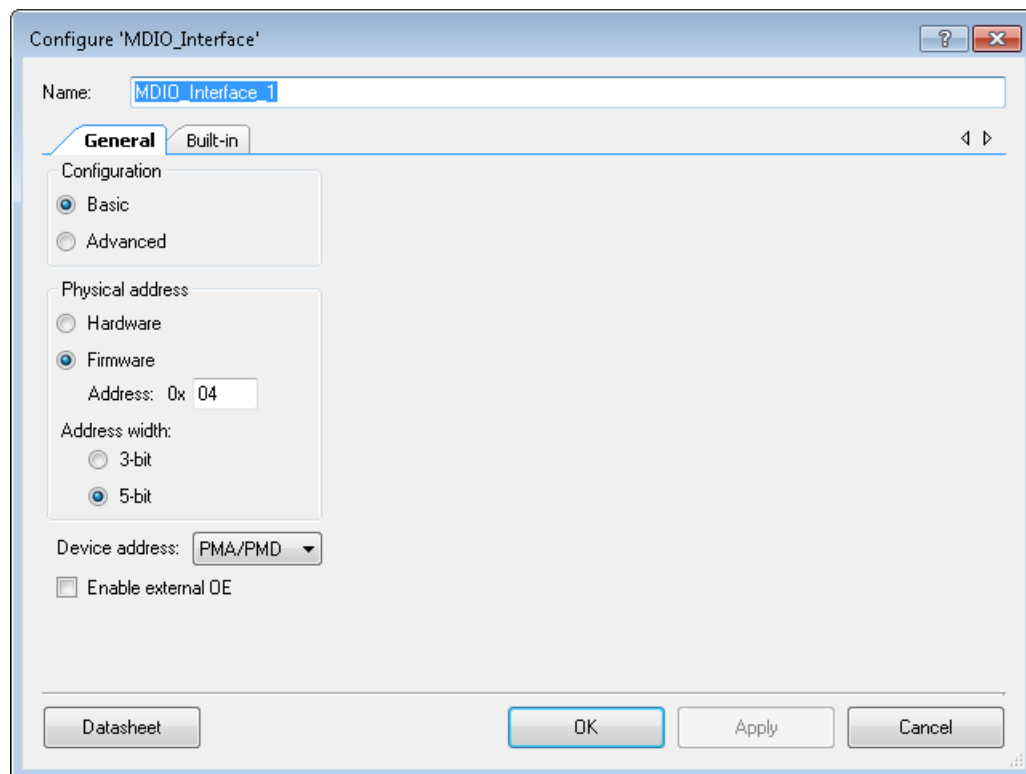 Configure 'MDIO_Interface'
Name: MDIO_Interface_1
General Built-in
Configuration
Basic
Advanced
Physical address
Hardware
Firmware
Address: 0x 04
Address width:
3-bit
5-bit
Device address: PMA/PMD
Enable external OE
Datasheet OK Apply Cancel